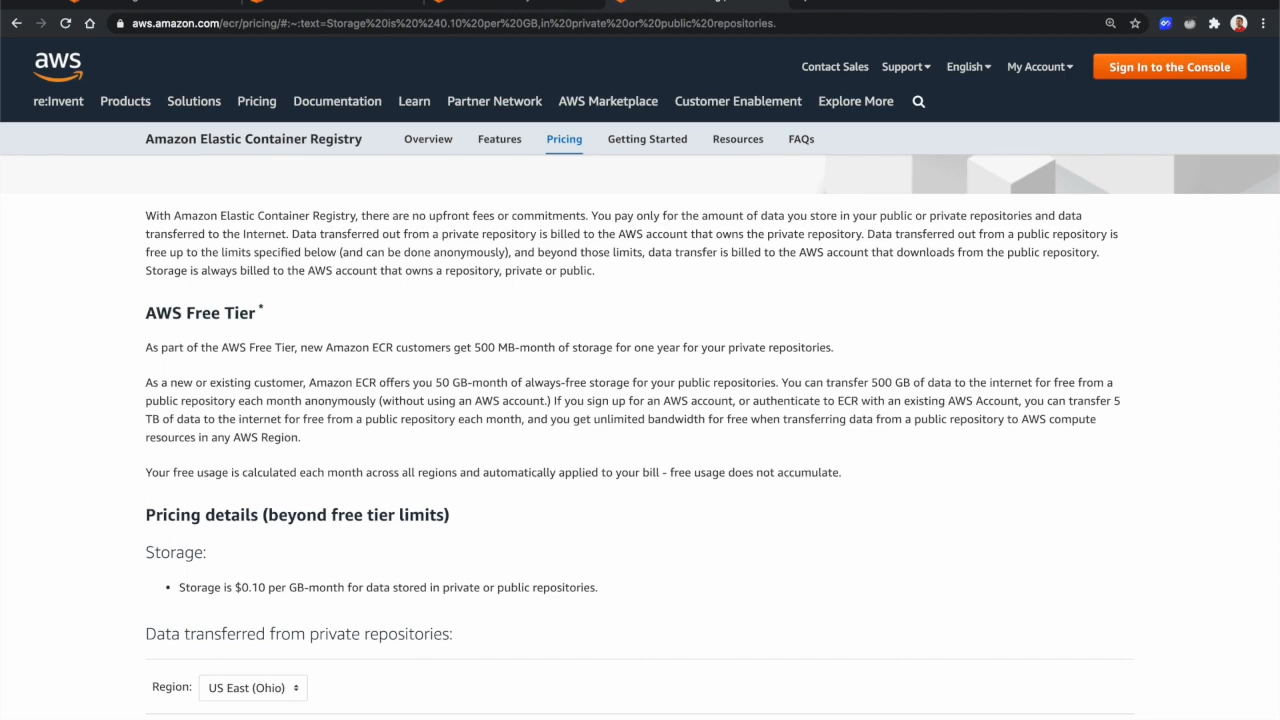 aws.amazon.com/ecr/pricing/#:~:text=Storage%20is%20%240.10%20per%20GB,in%20private%20or%20public%20repositories.
aws
Contact Sales Support English My Account Sign In to the Console
re:Invent Products Solutions Pricing Documentation Learn Partner Network AWS Marketplace Customer Enablement Explore More
Amazon Elastic Container Registry Overview Features Pricing Getting Started Resources FAQs
With Amazon Elastic Container Registry, there are no upfront fees or commitments. You pay only for the amount of data you store in your public or private repositories and data
transferred to the Internet. Data transferred out from a private repository is billed to the AWS account that owns the private repository. Data transferred out from a public repository is
free up to the limits specified below (and can be done anonymously), and beyond those limits, data transfer is billed to the AWS account that downloads from the public repository.
Storage is always billed to the AWS account that owns a repository, private or public.
AWS Free Tier *
As part of the AWS Free Tier, new Amazon ECR customers get 500 MB-month of storage for one year for your private repositories.
As a new or existing customer, Amazon ECR offers you 50 GB-month of always-free storage for your public repositories. You can transfer 500 GB of data to the internet for free from a
public repository each month anonymously (without using an AWS account.) If you sign up for an AWS account, or authenticate to ECR with an existing AWS Account, you can transfer 5
TB of data to the internet for free from a public repository each month, and you get unlimited bandwidth for free when transferring data from a public repository to AWS compute
resources in any AWS Region.
Your free usage is calculated each month across all regions and automatically applied to your bill - free usage does not accumulate.
Pricing details (beyond free tier limits)
Storage:
• Storage is $0.10 per GB-month for data stored in private or public repositories.
Data transferred from private repositories:
Region: US East (Ohio)